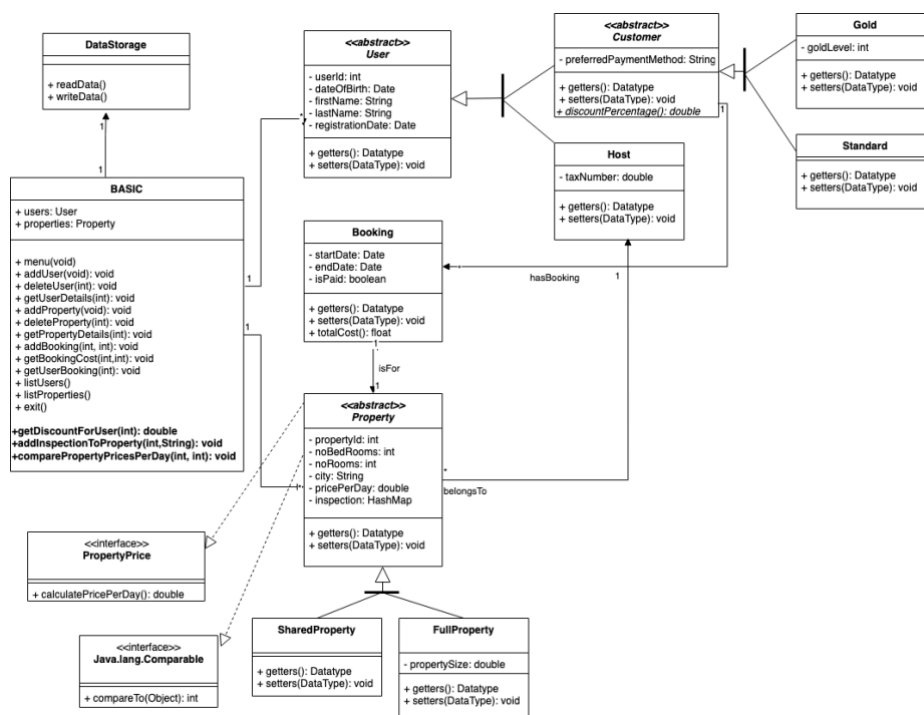 DataStorage
+ readData()
+ writeData()
1
1
BASIC
+ users: User
+ properties: Property
+ menu(void)
+ addUser(void): void
+ deleteUser(int): void
+ getUserDetails(int): void
+ addProperty(void): void
+ deleteProperty(int): void
+ getPropertyDetails(int): void
+ addBooking(int, int): void
+ getBookingCost(int,int): void
+ getUserBooking(int): void
+ listUsers()
+ listProperties()
+ exit()
+getDiscountForUser(int): double
+addInspectionToProperty(int,String): void
+comparePropertyPricesPerDay(int, int): void
1
1
<<abstract>>
User
- userId: int
- dateOfBirth: Date
- firstName: String
- lastName: String
- registrationDate: Date
+ getters(): Datatype
+ setters(DataType): void
<<abstract>>
Customer
- preferredPaymentMethod: String
+ getters(): Datatype
+ setters(DataType): void
+ discountPercentage(): double
1
Gold
- goldLevel: int
+ getters(): Datatype
+ setters(DataType): void
Standard
+ getters(): Datatype
+ setters(DataType): void
Host
- taxNumber: double
+ getters(): Datatype
+ setters(DataType): void
1
Booking
- startDate: Date
- endDate: Date
- isPaid: boolean
+ getters(): Datatype
+ setters(DataType): void
+ totalCost(): float
hasBooking
isFor
1
<<abstract>>
Property
- propertyId: int
- noBedRooms: int
- noRooms: int
- city: String
- pricePerDay: double
- inspection: HashMap
+ getters(): Datatype
+ setters(DataType): void
*
belongsTo
<<interface>>
PropertyPrice
+ calculatePricePerDay(): double
<<interface>>
Java.lang.Comparable
+ compareTo(Object): int
SharedProperty
+ getters(): Datatype
+ setters(DataType): void
FullProperty
- propertySize: double
+ getters(): Datatype
+ setters(DataType): void